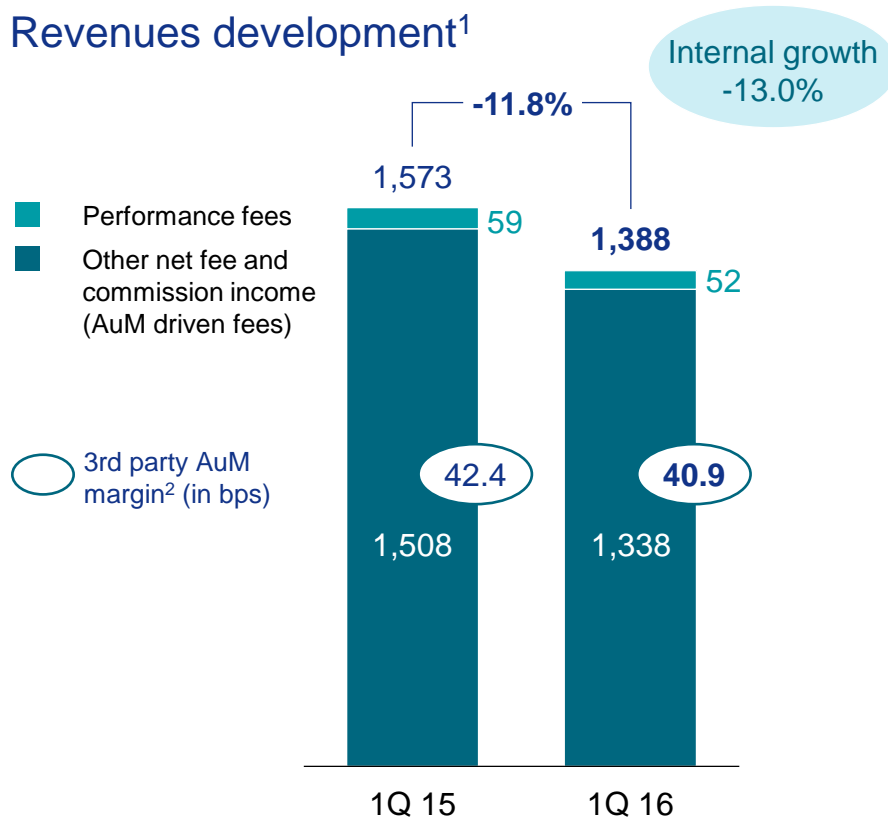 Revenues development¹
Internal growth
-13.0%
-11.8%
1,573
Performance fees
59
1,388
Other net fee and
commission income
(AuM driven fees)
52
3rd party AuM
margin² (in bps)
42.4
40.9
1,508
1,338
1Q 15
1Q 16